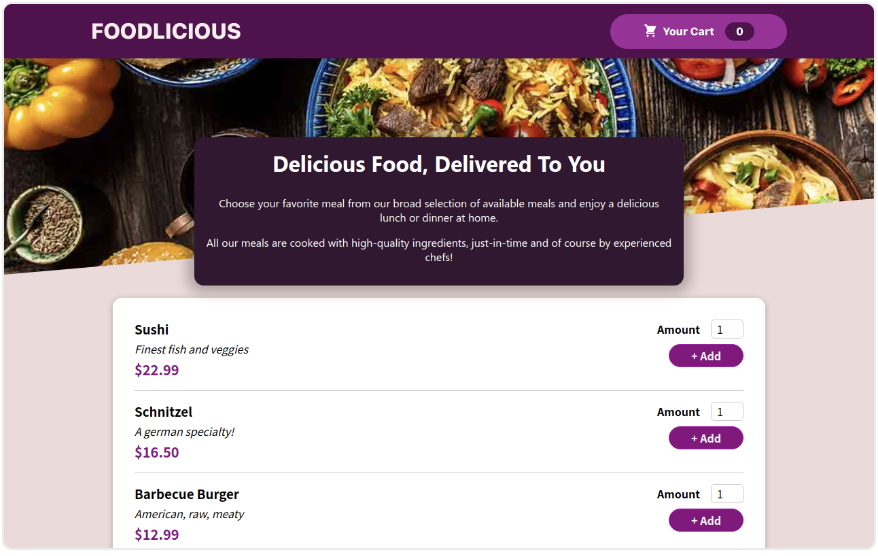 FOODLICIOUS
Your Cart 0
Delicious Food, Delivered To You
Choose your favorite meal from our broad selection of available meals and enjoy a delicious
lunch or dinner at home.
All our meals are cooked with high-quality ingredients, just-in-time and of course by experienced
chefs!
Sushi
Amount 1
Finest fish and veggies
+ Add
$22.99
Schnitzel
Amount 1
A german specialty!
+ Add
$16.50
Barbecue Burger
Amount 1
American, raw, meaty
+ Add
$12.99